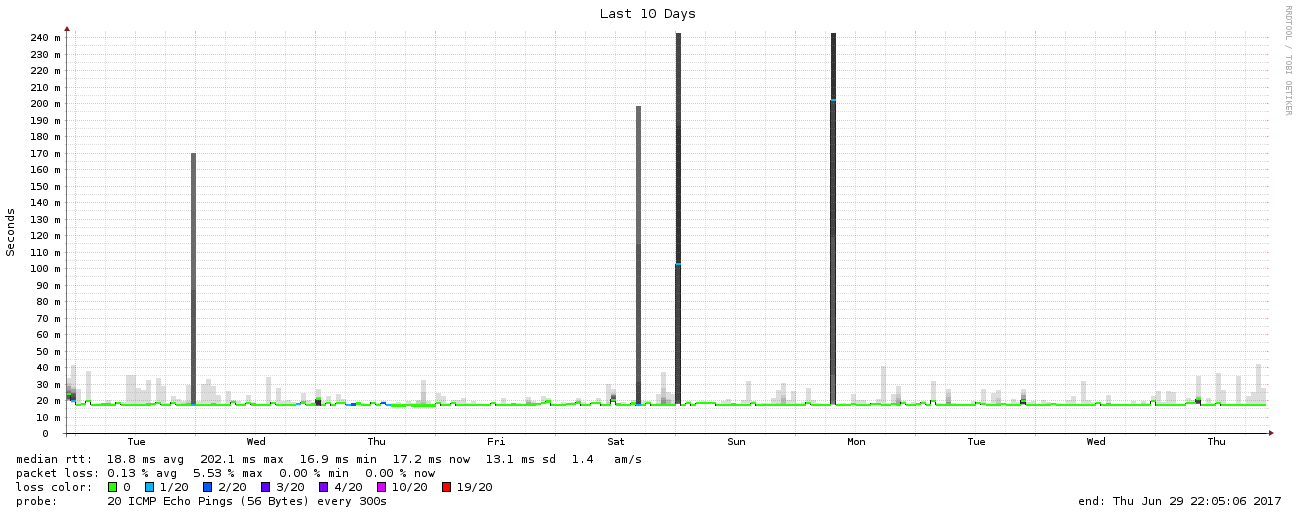 Last 10 Days
RRDTOOL / TOBI OETIKER
Seconds
240 m
230 m
220 m
210 m
200 m
190 m
180 m
170 m
160 m
150 m
140 m
130 m
120 m
110 m
100 m
90 m
80 m
70 m
60 m
50 m
40 m
30 m
20 m
10 m
0
Tue Wed Thu Fri Sat Sun Mon Tue Wed Thu
median rtt: 18.8 ms avg 202.1 ms max 16.9 ms min 17.2 ms now 13.1 ms sd 1.4 am/s
packet loss: 0.13 % avg 5.53 % max 0.00 % min 0.00 % now
loss color: 0 1/20 2/20 3/20 4/20 10/20 19/20
probe: 20 ICMP Echo Pings (56 Bytes) every 300s end: Thu Jun 29 22:05:06 2017